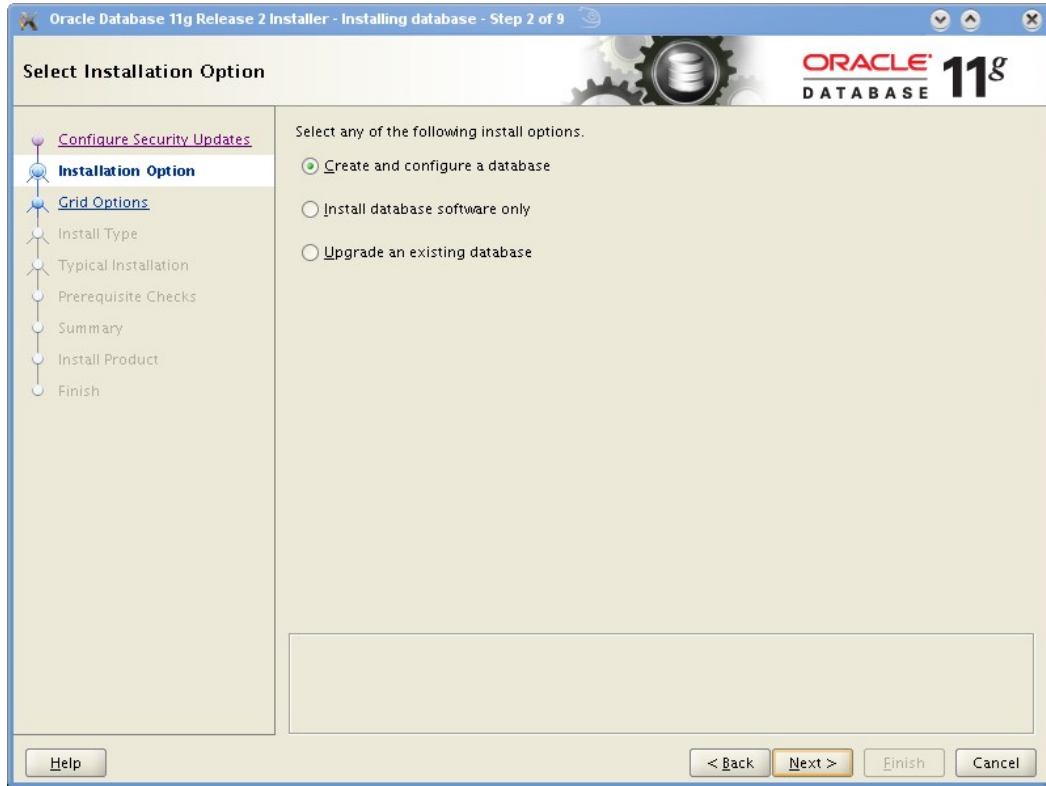 Oracle Database 11g Release 2 Installer - Installing database - Step 2 of 9
Select Installation Option
ORACLE
DATABASE
11g
Configure Security Updates
Installation Option
Grid Options
Install Type
Typical Installation
Prerequisite Checks
Summary
Install Product
Finish
Select any of the following install options.
Create and configure a database
Install database software only
Upgrade an existing database
Help
< Back
Next >
Finish
Cancel